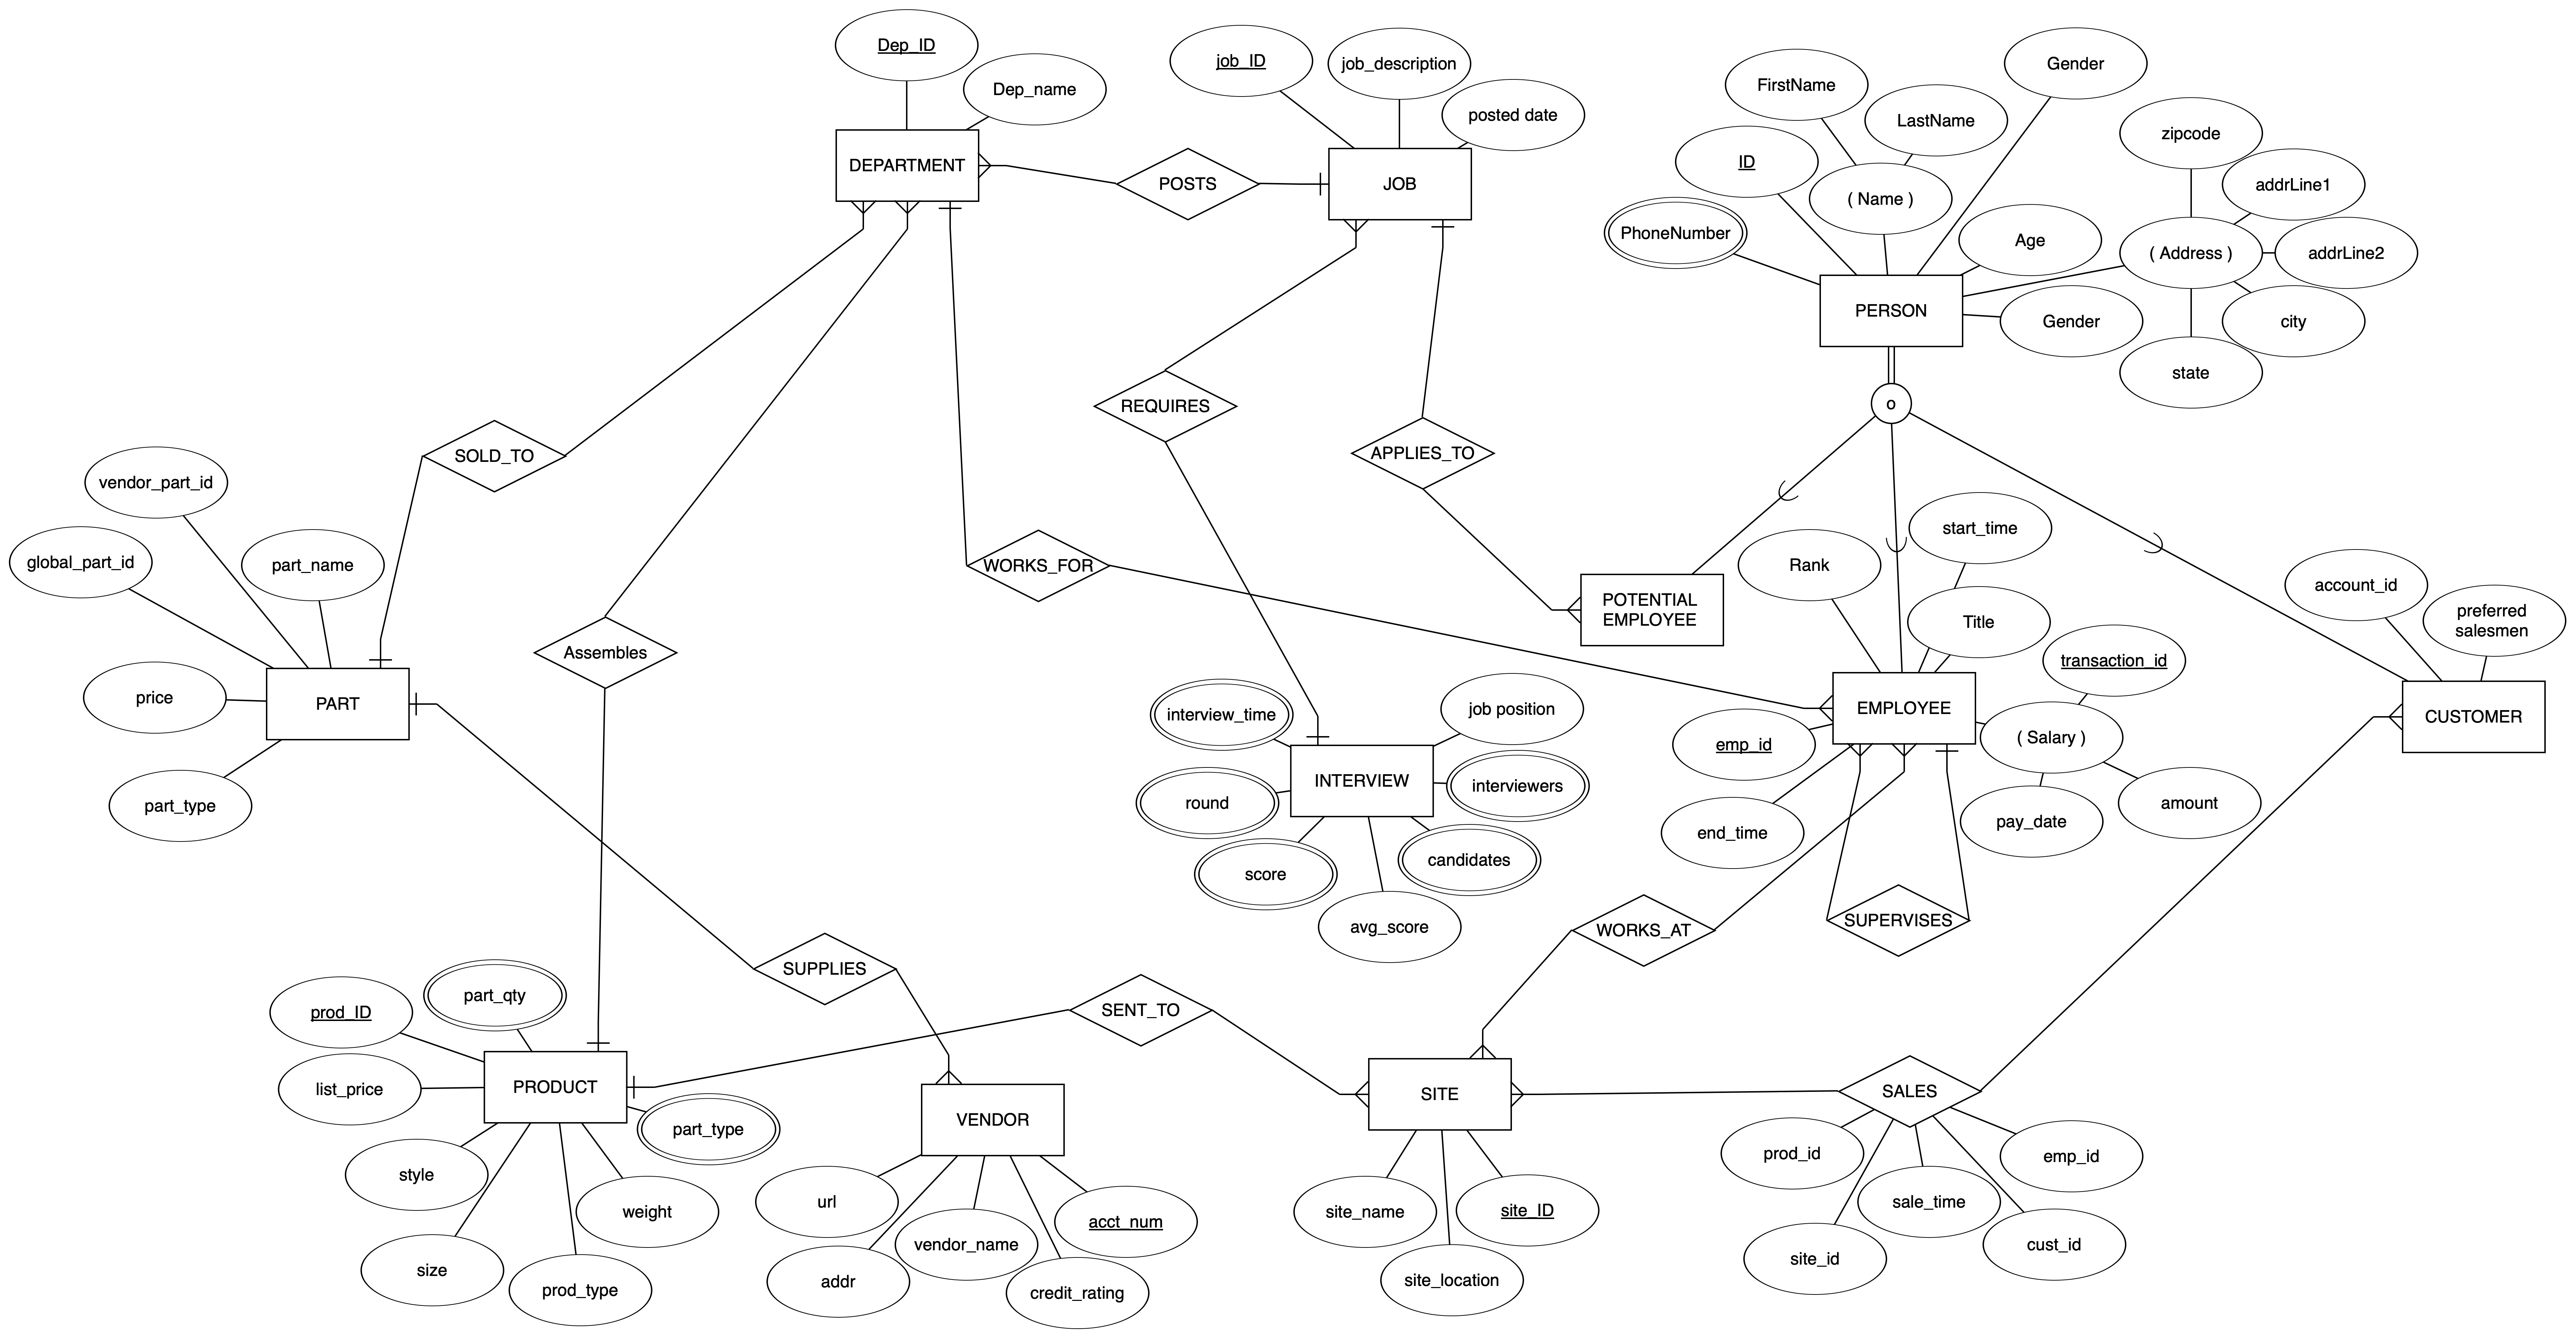 Dep_ID
Dep_name
DEPARTMENT
POSTS
job_ID
job_description
posted date
JOB
FirstName
LastName
Gender
ID
( Name )
PhoneNumber
Age
zipcode
addrLine1
( Address )
addrLine2
city
state
Gender
PERSON
o
REQUIRES
APPLIES_TO
SOLD_TO
WORKS_FOR
vendor_part_id
global_part_id
part_name
price
part_type
PART
Assembles
POTENTIAL
EMPLOYEE
Rank
start_time
Title
transaction_id
EMPLOYEE
( Salary )
emp_id
end_time
pay_date
amount
account_id
preferred
salesmen
CUSTOMER
interview_time
job position
INTERVIEW
interviewers
round
score
candidates
avg_score
WORKS_AT
SUPERVISES
SUPPLIES
SENT_TO
prod_ID
part_qty
list_price
PRODUCT
part_type
style
weight
size
prod_type
VENDOR
url
acct_num
vendor_name
addr
credit_rating
SITE
site_name
site_ID
site_location
SALES
prod_id
emp_id
sale_time
site_id
cust_id